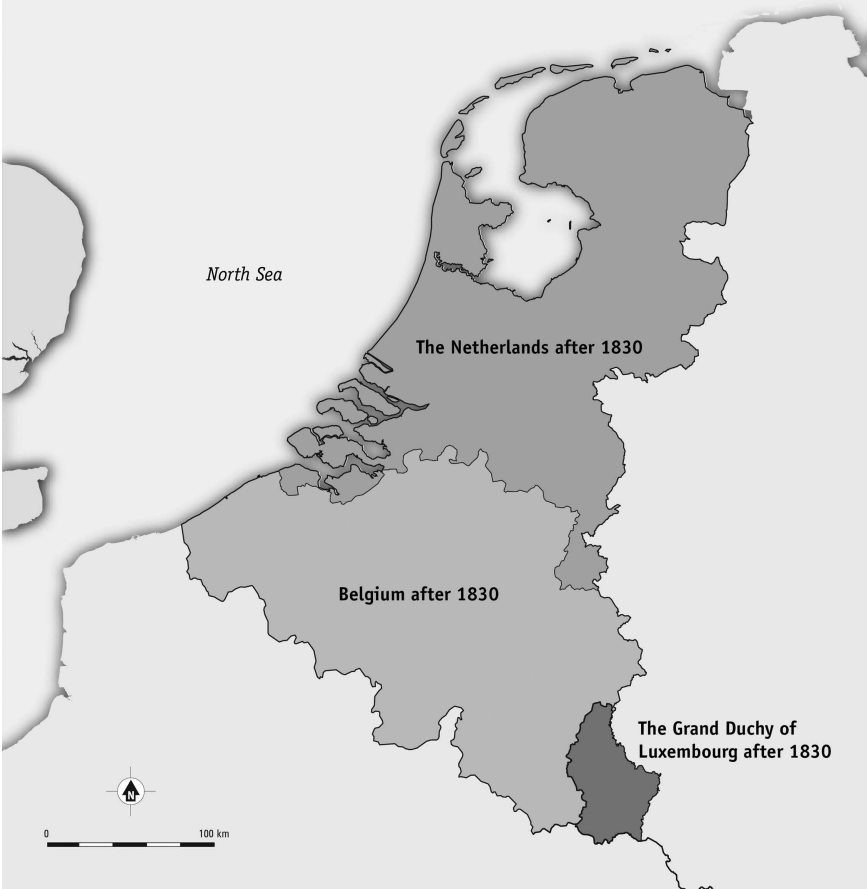 North Sea
The Netherlands after 1830
Belgium after 1830
The Grand Duchy of
Luxembourg after 1830
N
0 100 km